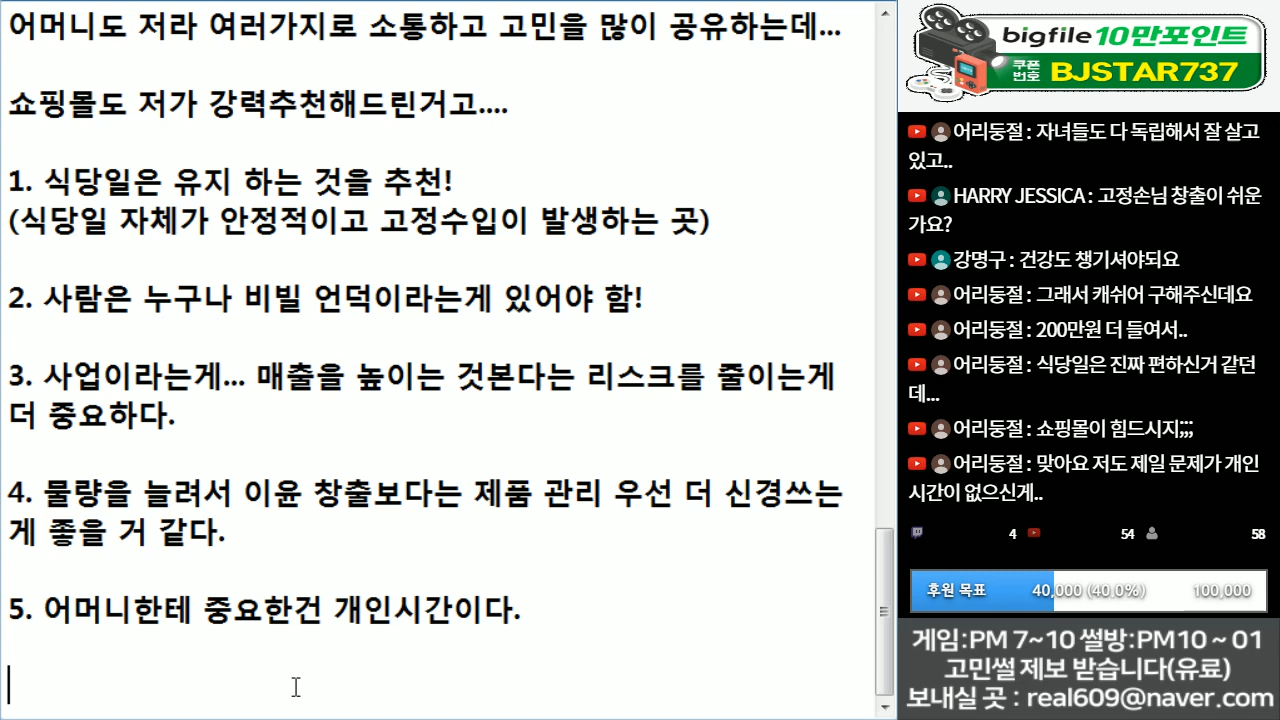 어머니도 저라 여러가지로 소통하고 고민을 많이 공유하는데...
쇼핑몰도 저가 강력추천해드린거고....
1. 식당일은 유지 하는 것을 추천!
(식당일 자체가 안정적이고 고정수입이 발생하는 곳)
2. 사람은 누구나 비빌 언덕이라는게 있어야 함!
3. 사업이라는게... 매출을 높이는 것본다는 리스크를 줄이는게
더 중요하다.
4. 물량을 늘려서 이윤 창출보다는 제품 관리 우선 더 신경쓰는
게 좋을 거 같다.
5. 어머니한테 중요한건 개인시간이다.
bigfile 10만포인트
쿠폰
번호 BJSTAR737
어리둥절 : 자녀들도 다 독립해서 잘 살고
있고..
HARRY JESSICA : 고정손님 창출이 쉬운
가요?
강명구 : 건강도 챙기셔야되요
어리둥절 : 그래서 캐쉬어 구해주신데요
어리둥절 : 200만원 더 들여서..
어리둥절 : 식당일은 진짜 편하신거 같던
데...
어리둥절 : 쇼핑몰이 힘드시지;;;
어리둥절 : 맞아요 저도 제일 문제가 개인
시간이 없으신게..
4 54 58
후원 목표 40,000 (40.0%) 100,000
게임:PM 7~10 썰방:PM10 ~ 01
고민썰 제보 받습니다(유료)
보내실 곳 : real609@naver.com